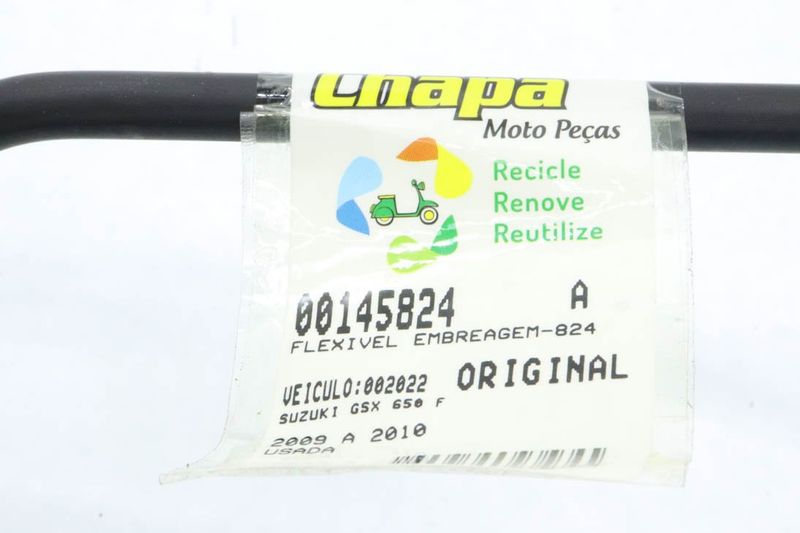 Chapa
Moto Peças
Recicle
Renove
Reutilize
00145824 A
FLEXIVEL EMBREAGEM-824
VEICULO:002022 ORIGINAL
SUZUKI GSX 650 F
2009 A 2010
USADA